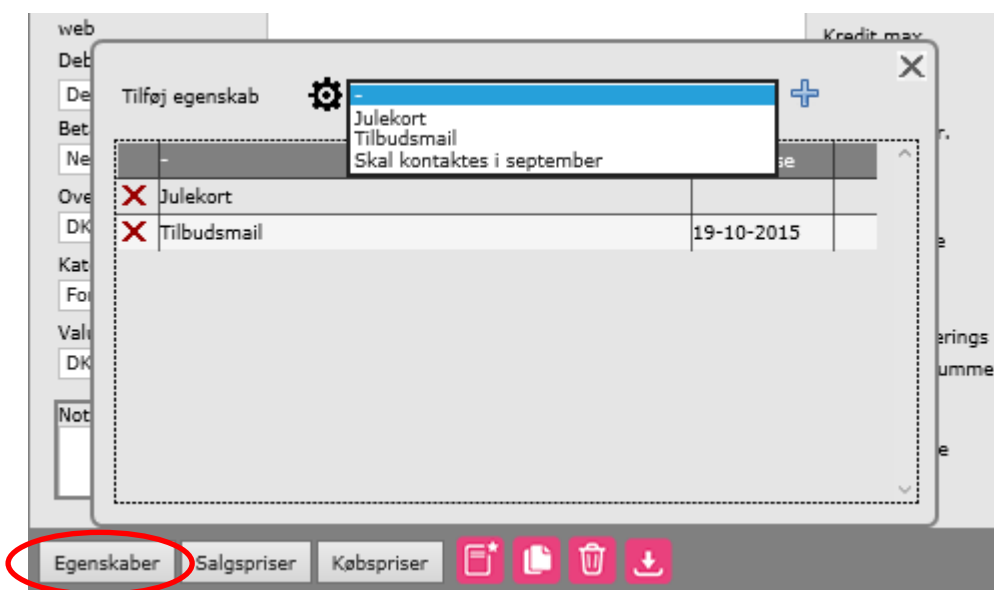 web
Kredit max
Deb
De
Tilføj egenskab
-
Julekort
Tilbudsmail
Skal kontaktes i september
Bet
r.
Ne
-
se
Ove
Julekort
DK
Tilbudsmail
19-10-2015
e
Kat
For
Valu
erings
DK
umme
Not
e
Egenskaber
Salgspriser
Købspriser